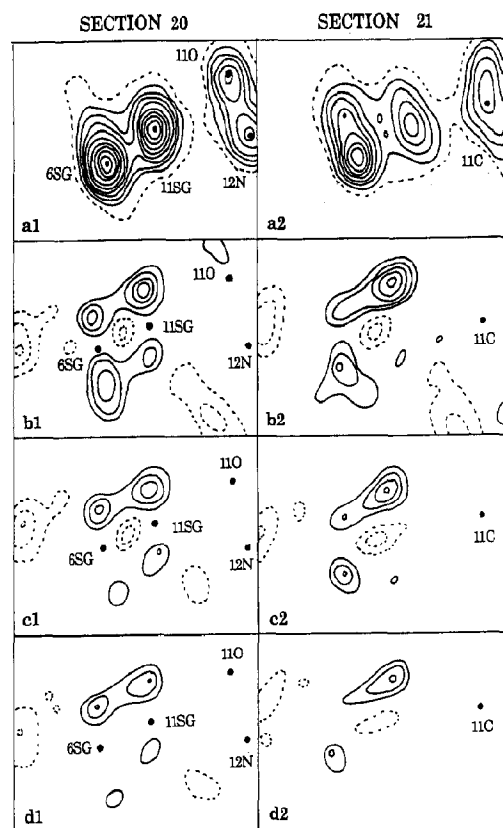 SECTION 20
SECTION 21
11O
6SG
11SG
12N
a1
11C
a2
11O
11SG
6SG
12N
b1
11C
b2
11O
11SG
6SG
12N
c1
11C
c2
11O
11SG
6SG
12N
d1
11C
d2